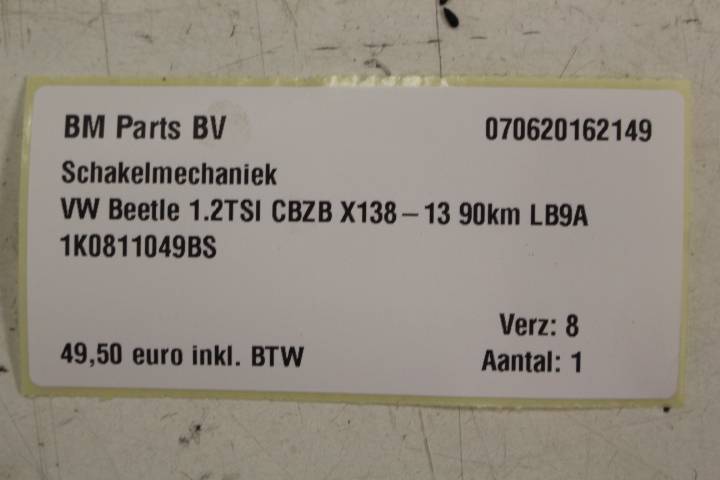 BM Parts BV 070620162149
Schakelmechaniek
VW Beetle 1.2TSI CBZB X138-13 90km LB9A
1K0811049BS
Verz: 8
49,50 euro inkl. BTW Aantal: 1